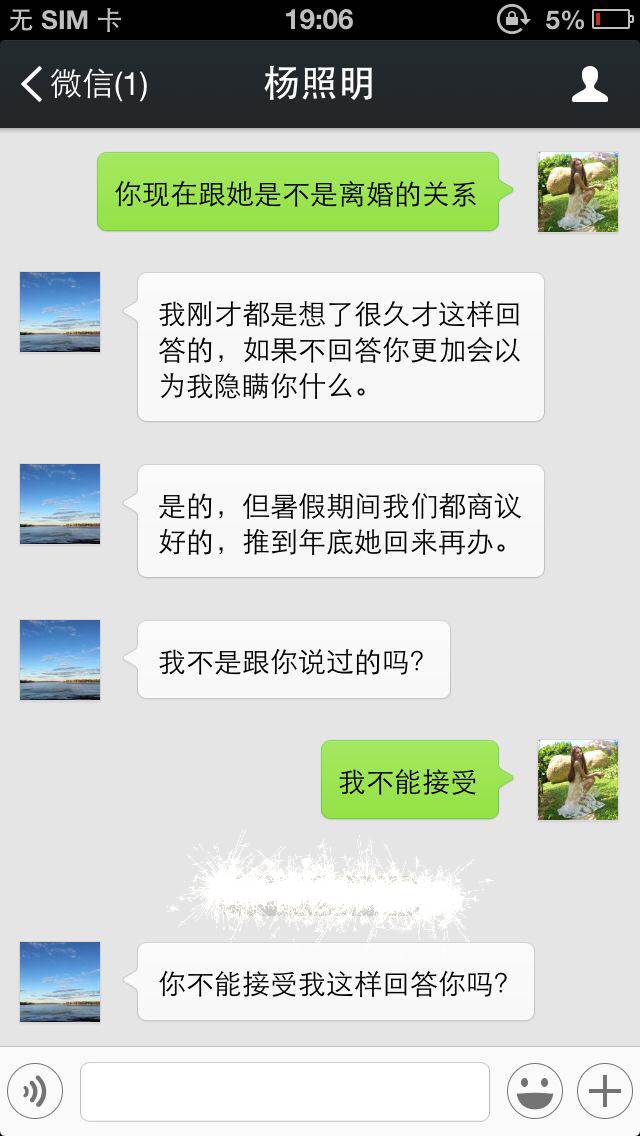 无 SIM 卡
19:06
5%
微信(1)
杨照明
你现在跟她是不是离婚的关系
我刚才都是想了很久才这样回
答的，如果不回答你更加会以
为我隐瞒你什么。
是的，但暑假期间我们都商议
好的，推到年底她回来再办。
我不是跟你说过的吗？
我不能接受
你不能接受我这样回答你吗？